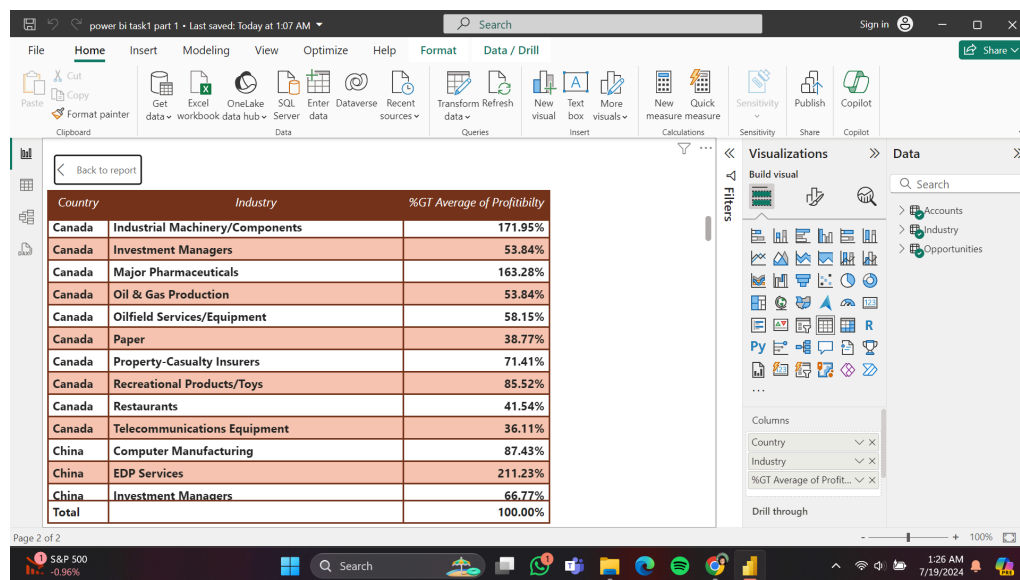 power bi task1 part 1 • Last saved: Today at 1:07 AM
Search
Sign in
File Home Insert Modeling View Optimize Help Format Data / Drill
Share
Paste
Cut
Copy
Format painter
Get data
Excel workbook
OneLake data hub
SQL Server
Enter data
Dataverse
Recent sources
Transform data
Refresh
New visual
Text box
More visuals
New measure
Quick measure
Sensitivity
Publish
Copilot
Clipboard Data Queries Insert Calculations Sensitivity Share Copilot
Back to report
Country Industry %GT Average of Profitibilty
Canada Industrial Machinery/Components 171.95%
Canada Investment Managers 53.84%
Canada Major Pharmaceuticals 163.28%
Canada Oil & Gas Production 53.84%
Canada Oilfield Services/Equipment 58.15%
Canada Paper 38.77%
Canada Property-Casualty Insurers 71.41%
Canada Recreational Products/Toys 85.52%
Canada Restaurants 41.54%
Canada Telecommunications Equipment 36.11%
China Computer Manufacturing 87.43%
China EDP Services 211.23%
China Investment Managers 66.77%
Total 100.00%
Filters
Visualizations
Build visual
123
R
Py
...
Columns
Country
Industry
%GT Average of Profit...
Drill through
Data
Search
Accounts
Industry
Opportunities
Page 2 of 2
- + 100%
1
S&P 500
-0.96%
Search
1
1:26 AM
7/19/2024